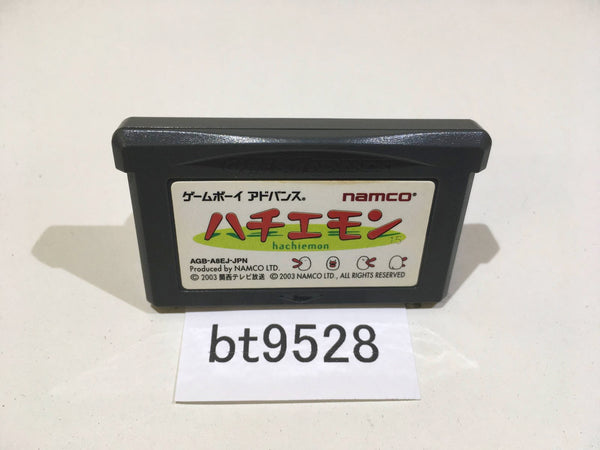 ゲームボーイ アドバンス® namco®
ハチエモン
hachiemon
AGB-A8EJ-JPN
Produced by NAMCO LTD.
© 2003 関西テレビ放送 © 2003 NAMCO LTD., ALL RIGHTS RESERVED
bt9528